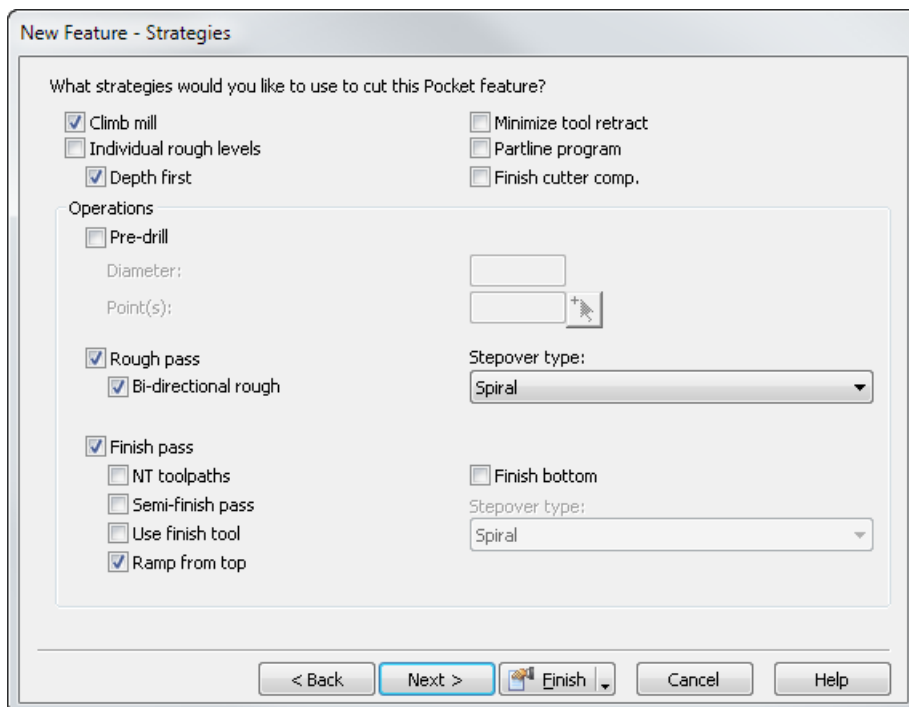 New Feature - Strategies
What strategies would you like to use to cut this Pocket feature?
Climb mill
Minimize tool retract
Individual rough levels
Partline program
Depth first
Finish cutter comp.
Operations
Pre-drill
Diameter:
Point(s):
Rough pass
Stepover type:
Bi-directional rough
Spiral
Finish pass
NT toolpaths
Finish bottom
Semi-finish pass
Stepover type:
Use finish tool
Spiral
Ramp from top
< Back
Next >
Finish
Cancel
Help